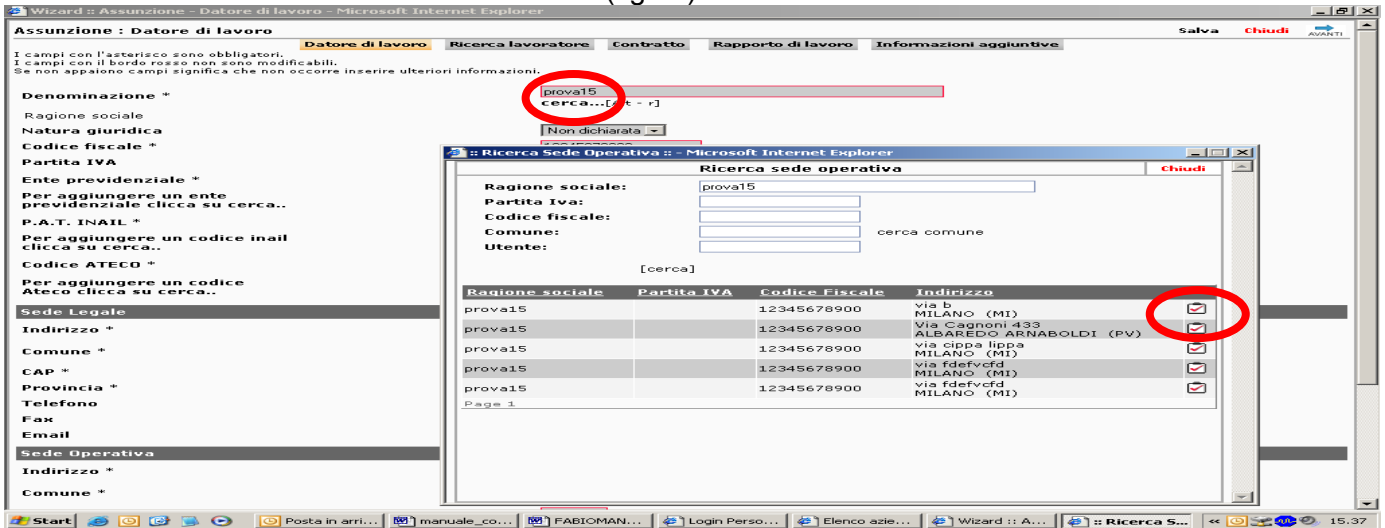 Wizard :: Assunzione - Datore di lavoro - Microsoft Internet Explorer
Assunzione : Datore di lavoro
Salva Chiudi AVANTI
Datore di lavoro Ricerca lavoratore Contratto Rapporto di lavoro Informazioni aggiuntive
I campi con l'asterisco sono obbligatori.
I campi con il bordo rosso non sono modificabili.
Se non appaiono campi significa che non occorre inserire ulteriori informazioni.
Denominazione * prova15
cerca...
Ragione sociale
Natura giuridica Non dichiarata
Codice fiscale *
Partita IVA
Ente previdenziale *
Per aggiungere un ente
previdenziale clicca su cerca..
P.A.T. INAIL *
Per aggiungere un codice inail
clicca su cerca..
Codice ATECO *
Per aggiungere un codice
Ateco clicca su cerca..
Sede Legale
Indirizzo *
Comune *
CAP *
Provincia *
Telefono
Fax
Email
Sede Operativa
Indirizzo *
Comune *
:: Ricerca Sede Operativa :: - Microsoft Internet Explorer
Ricerca sede operativa Chiudi
Ragione sociale: prova15
Partita Iva:
Codice fiscale:
Comune: cerca comune
Utente:
[cerca]
Ragione sociale Partita IVA Codice Fiscale Indirizzo
prova15 12345678900 via b
MILANO (MI)
prova15 12345678900 Via Cagnoni 433
ALBAREDO ARNABOLDI (PV)
prova15 12345678900 via cippa lippa
MILANO (MI)
prova15 12345678900 via fdefvcfd
MILANO (MI)
prova15 12345678900 via fdefvcfd
MILANO (MI)
Page 1
Start Posta in arri... manuale_co... FABIOMAN... Login Perso... Elenco azie... Wizard :: A... :: Ricerca S... « 15.37